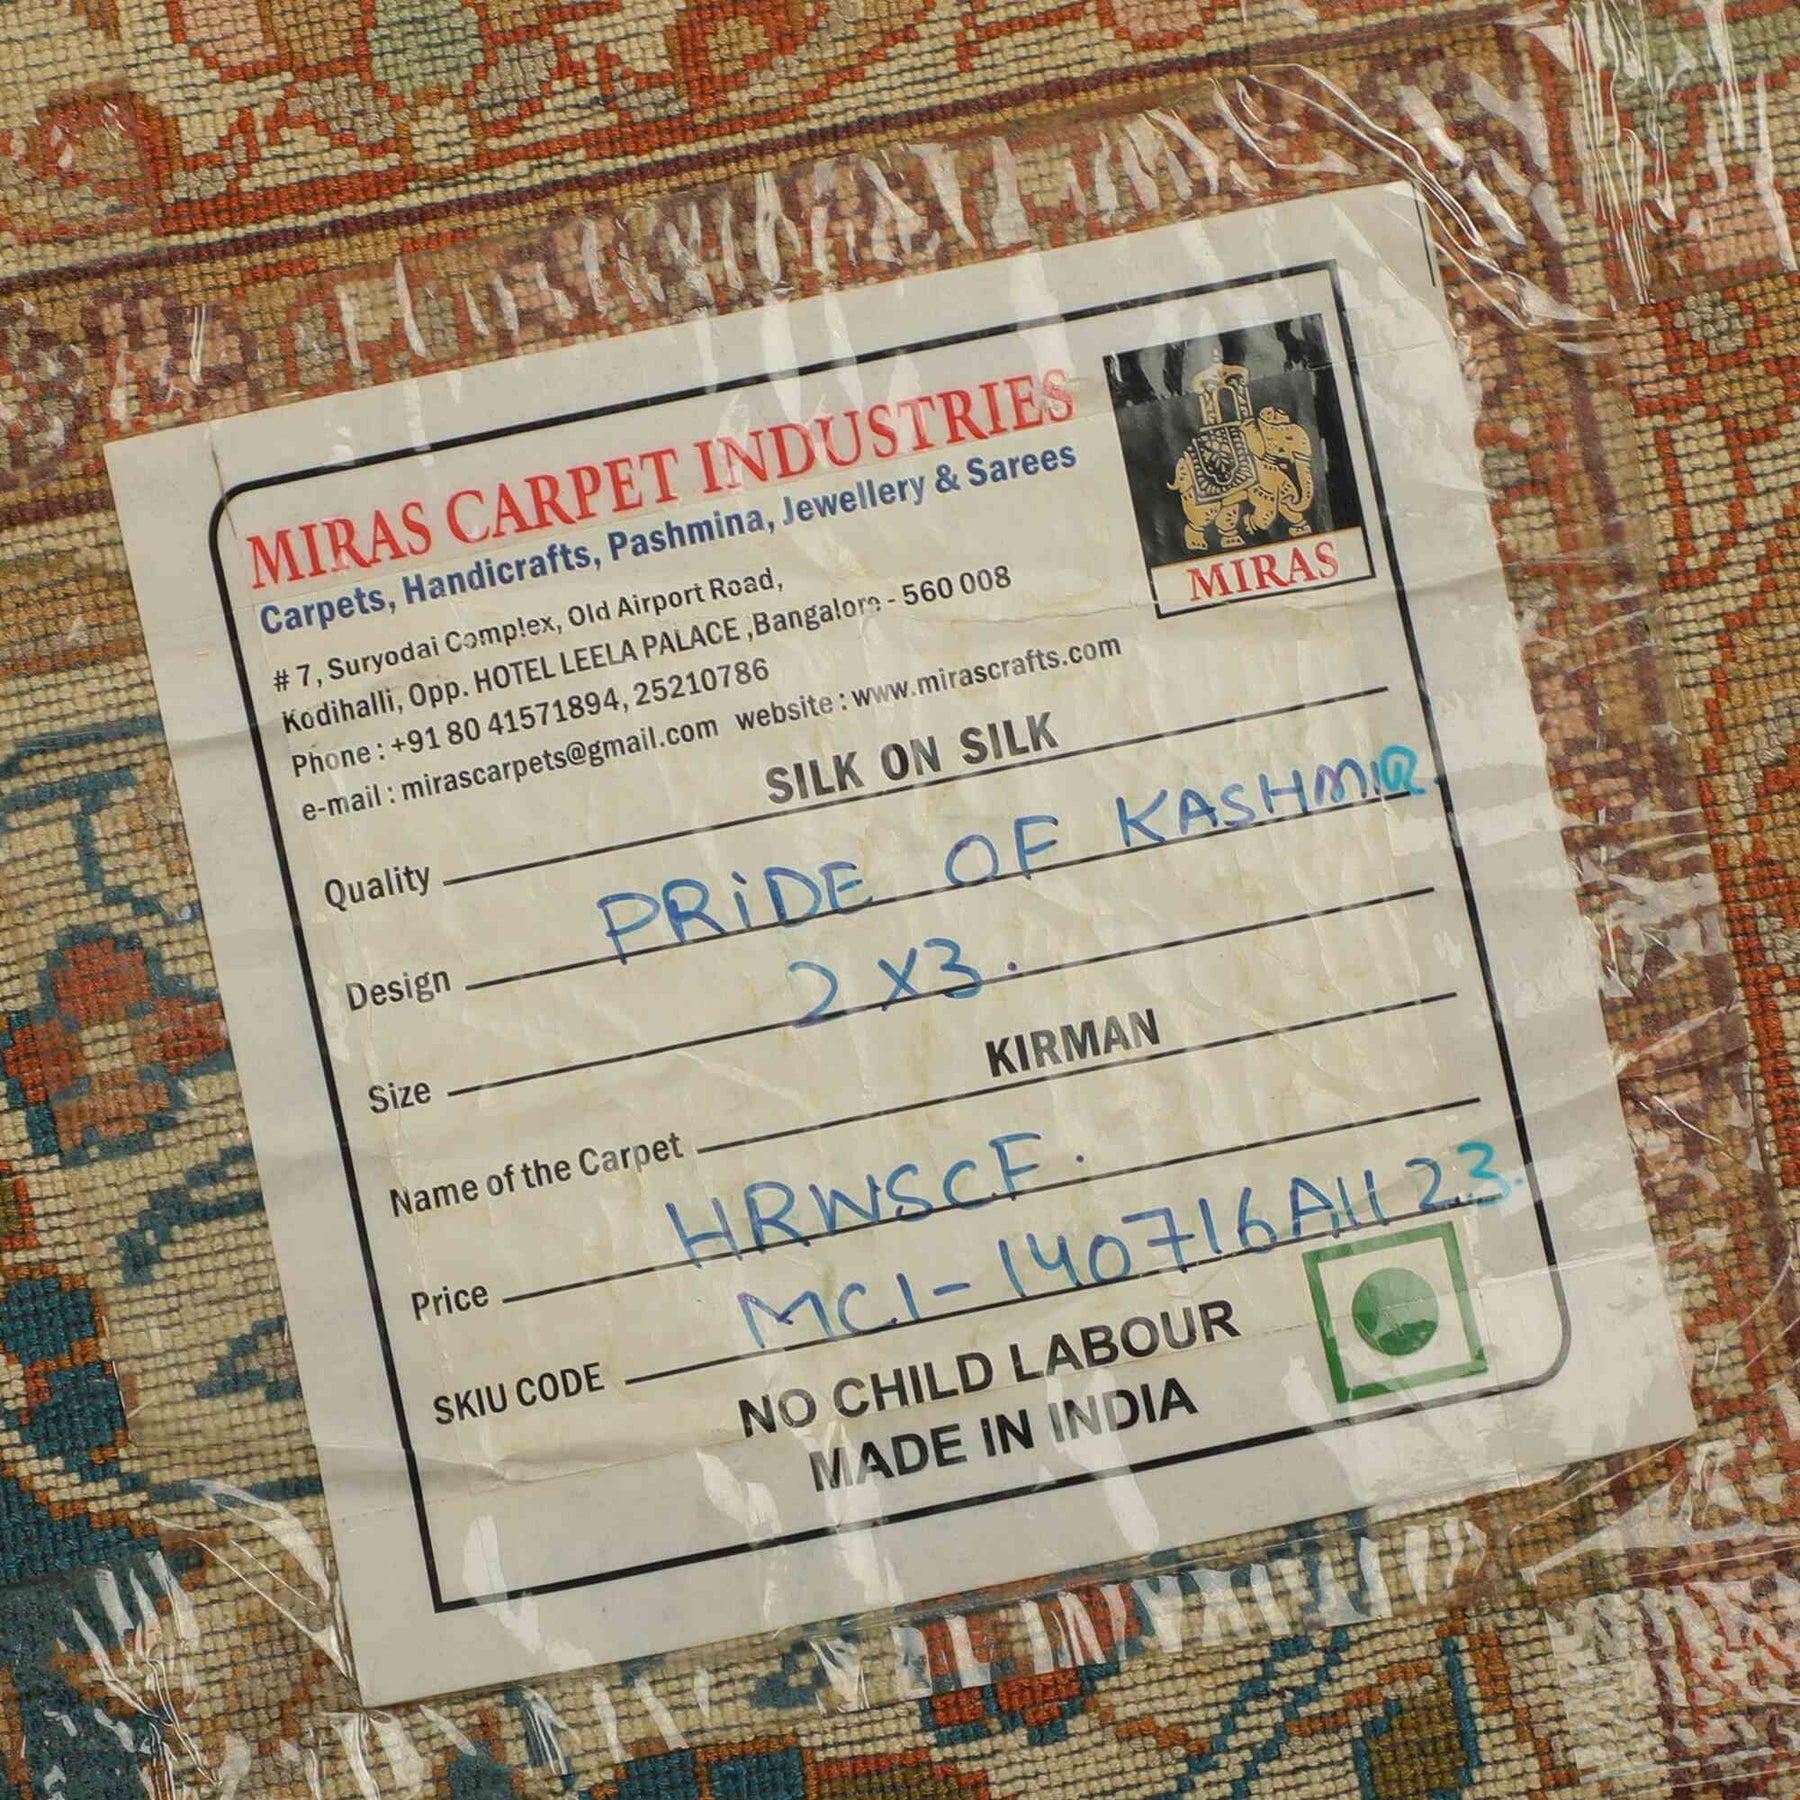 MIRAS CARPET INDUSTRIES
Carpets, Handicrafts, Pashmina, Jewellery & Sarees
# 7, Suryodai Complex, Old Airport Road,
Kodihalli, Opp. HOTEL LEELA PALACE ,Bangalore - 560 008
Phone : +91 80 41571894, 25210786
e-mail : mirascarpets@gmail.com website : www.mirascrafts.com
MIRAS
Quality SILK ON SILK
Design PRIDE OF KASHMIR
Size 2 X 3.
Name of the Carpet KIRMAN
Price HRWSCF.
SKIU CODE MCI-140716A1123.
NO CHILD LABOUR
MADE IN INDIA